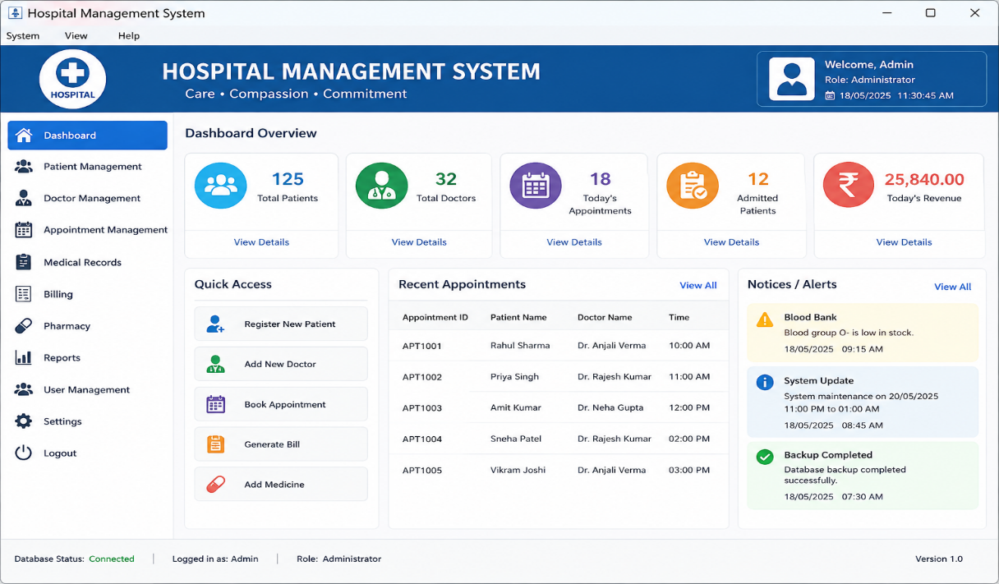 Hospital Management System
System View Help
HOSPITAL
HOSPITAL MANAGEMENT SYSTEM
Care • Compassion • Commitment
Welcome, Admin
Role: Administrator
18/05/2025 11:30:45 AM
Dashboard
Patient Management
Doctor Management
Appointment Management
Medical Records
Billing
Pharmacy
Reports
User Management
Settings
Logout
Dashboard Overview
125
Total Patients
View Details
32
Total Doctors
View Details
18
Today's
Appointments
View Details
12
Admitted
Patients
View Details
₹
25,840.00
Today's Revenue
View Details
Quick Access
Register New Patient
Add New Doctor
Book Appointment
Generate Bill
Add Medicine
Recent Appointments View All
Appointment ID Patient Name Doctor Name Time
APT1001 Rahul Sharma Dr. Anjali Verma 10:00 AM
APT1002 Priya Singh Dr. Rajesh Kumar 11:00 AM
APT1003 Amit Kumar Dr. Neha Gupta 12:00 PM
APT1004 Sneha Patel Dr. Rajesh Kumar 02:00 PM
APT1005 Vikram Joshi Dr. Anjali Verma 03:00 PM
Notices / Alerts View All
Blood Bank
Blood group O- is low in stock.
18/05/2025 09:15 AM
System Update
System maintenance on 20/05/2025
11:00 PM to 01:00 AM
18/05/2025 08:45 AM
Backup Completed
Database backup completed
successfully.
18/05/2025 07:30 AM
Database Status: Connected | Logged in as: Admin | Role: Administrator Version 1.0